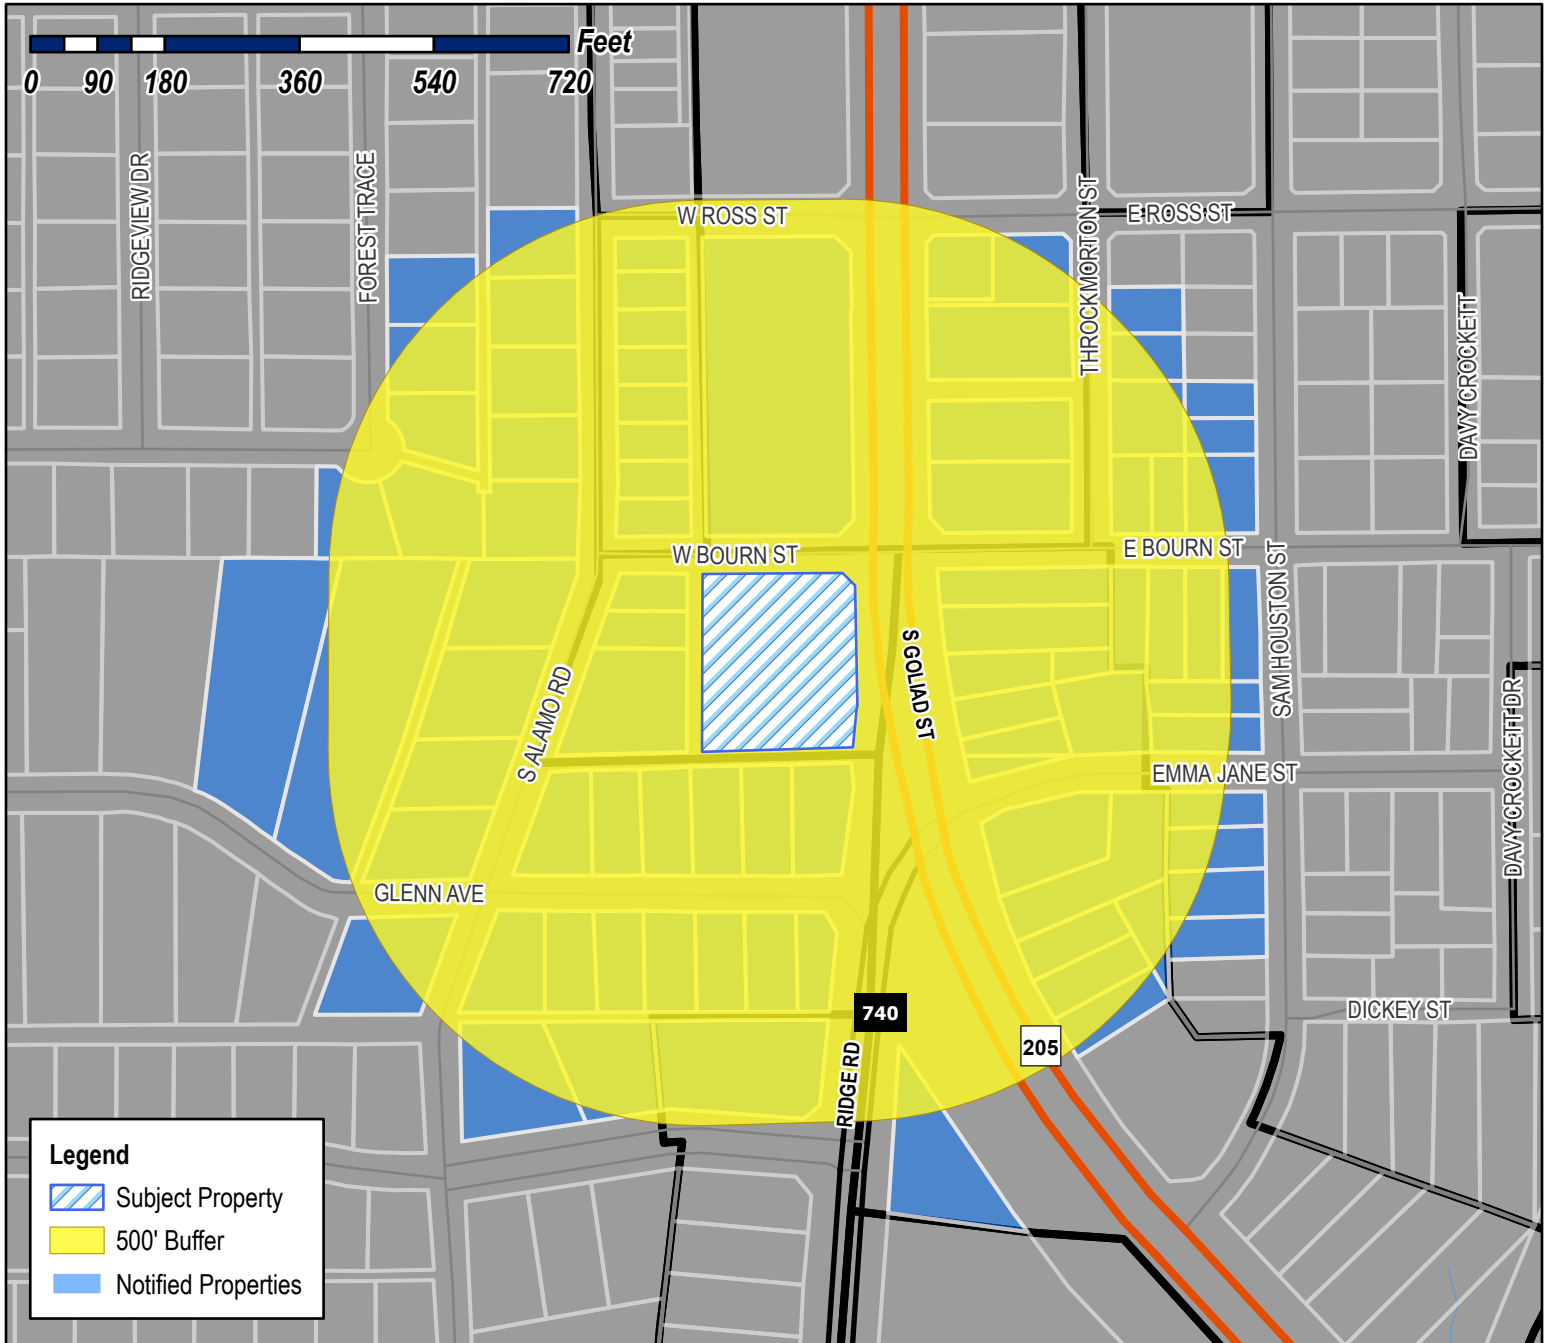 Feet
0 90 180 360 540 720
RIDGEVIEW DR
FOREST TRACE
W ROSS ST
THROCKMORTON ST
E ROSS ST
DAVY CROCKETT
W BOURN ST
E BOURN ST
SAM HOUSTON ST
S ALAMO RD
S GOLIAD ST
EMMA JANE ST
DAVY CROCKETT DR
GLENN AVE
740
205
DICKEY ST
RIDGE RD
Legend
Subject Property
500' Buffer
Notified Properties